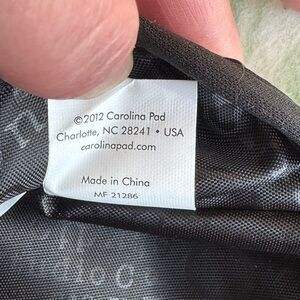 ©2012 Carolina Pad
Charlotte, NC 28241 • USA
carolinapad.com
Made in China
MF 21286